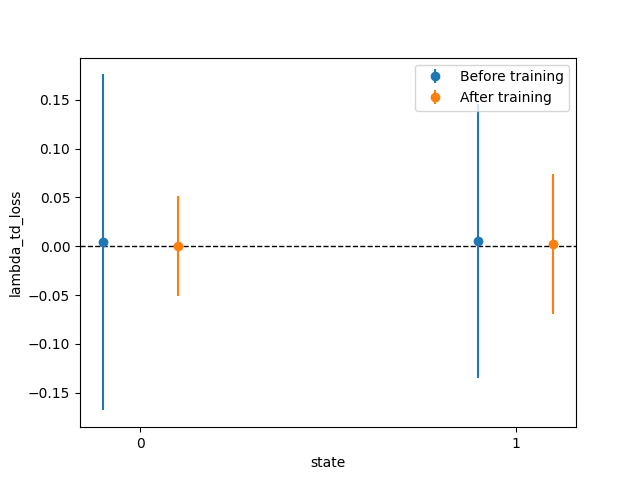 Before training
After training
0.15
0.10
0.05
0.00
−0.05
−0.10
−0.15
lambda_td_loss
0
1
state